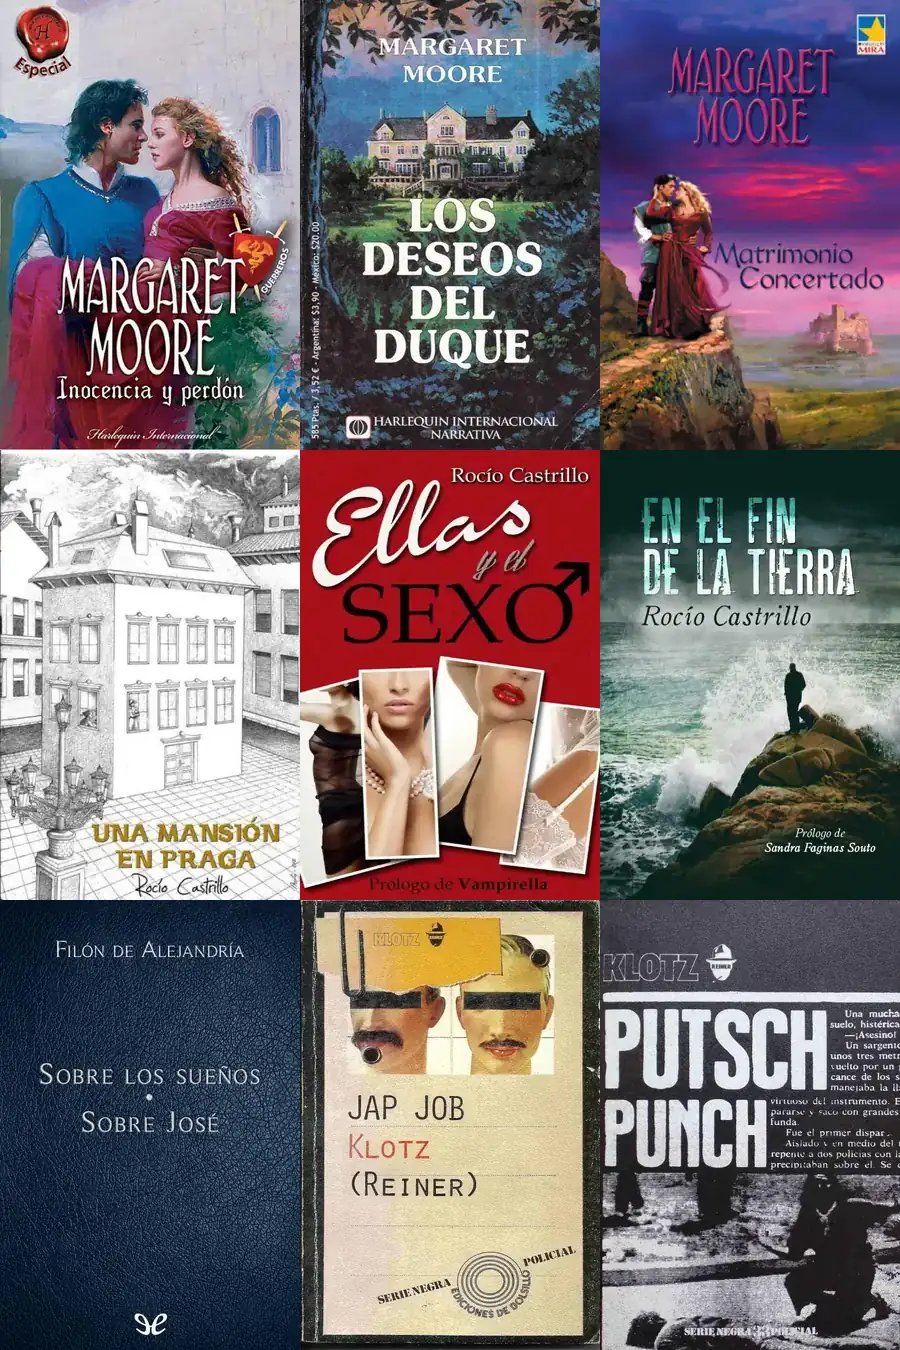 H
Especial
GUERREROS
MARGARET
MOORE
Inocencia y perdón
Harlequin Internacional
MARGARET
MOORE
LOS
DESEOS
DEL
DUQUE
585 Ptas. / 3,52 € - Argentina: $3,90 - México: $20.00
HARLEQUIN INTERNACIONAL
NARRATIVA
MIRA
MARGARET
MOORE
Matrimonio
Concertado
UNA MANSIÓN
EN PRAGA
Rocío Castrillo
Rocío Castrillo
Ellas
y el
SEXO
Prólogo de Vampirella
EN EL FIN
DE LA TIERRA
Rocío Castrillo
Prólogo de
Sandra Faginas Souto
FILÓN DE ALEJANDRÍA
SOBRE LOS SUEÑOS
•
SOBRE JOSÉ
KLOTZ
REINER
JAP JOB
KLOTZ
(REINER)
SERIE NEGRA
POLICIAL
EDICIONES DE BOLSILLO
KLOTZ
REINER
PUTSCH
PUNCH
Una mucha
suelo, histérica
—¡Asesino!
Un sargento
unos tres metr
vuelto por un
cance de los s
manejaba la ll
virtuoso del instrumento. E
pararse y sacó con grandes
funda.
Fue el primer dispar
Aislado y en medio del
repente a dos policías con la
precipitaban sobre él. Se
SERIE NEGRA 33 POLICIAL